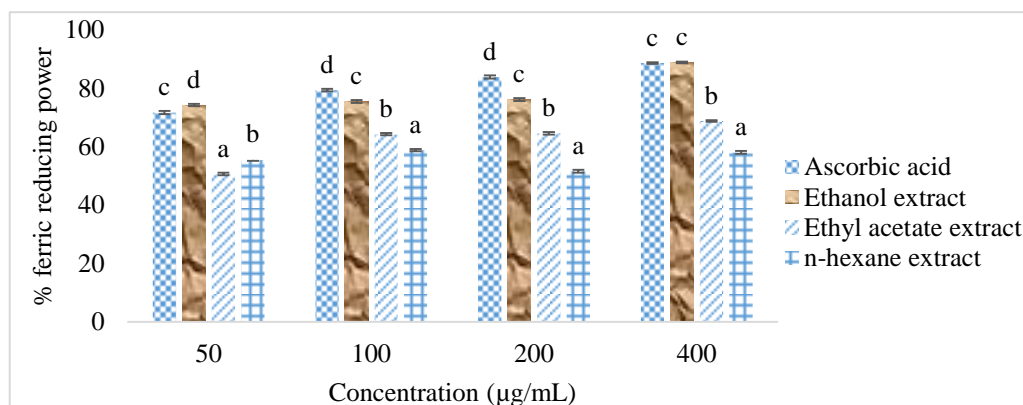 % ferric reducing power
100
80
60
40
20
0
c d a b
d c b a
d c b a
c c b a
50 100 200 400
Concentration (µg/mL)
Ascorbic acid
Ethanol extract
Ethyl acetate extract
n-hexane extract